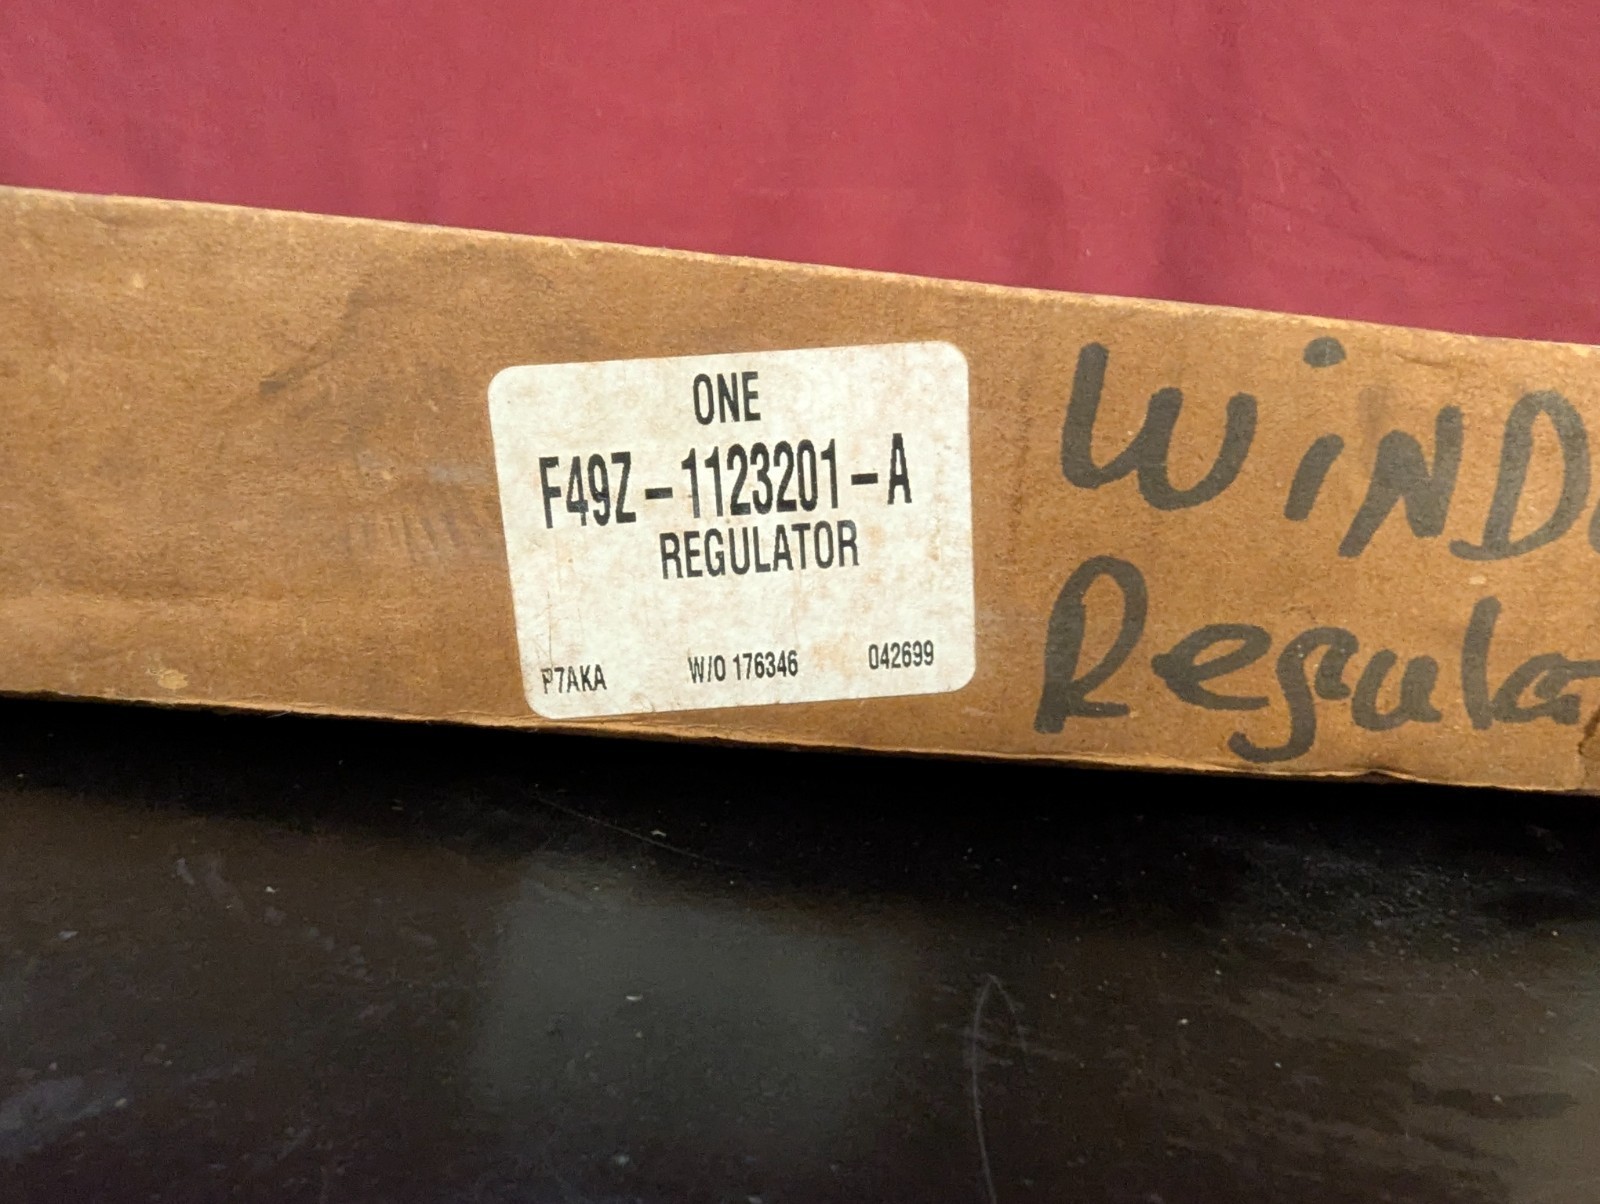 ONE
F49Z-1123201-A
REGULATOR
P7AKA W/O 176346 042699
WiND
Regula